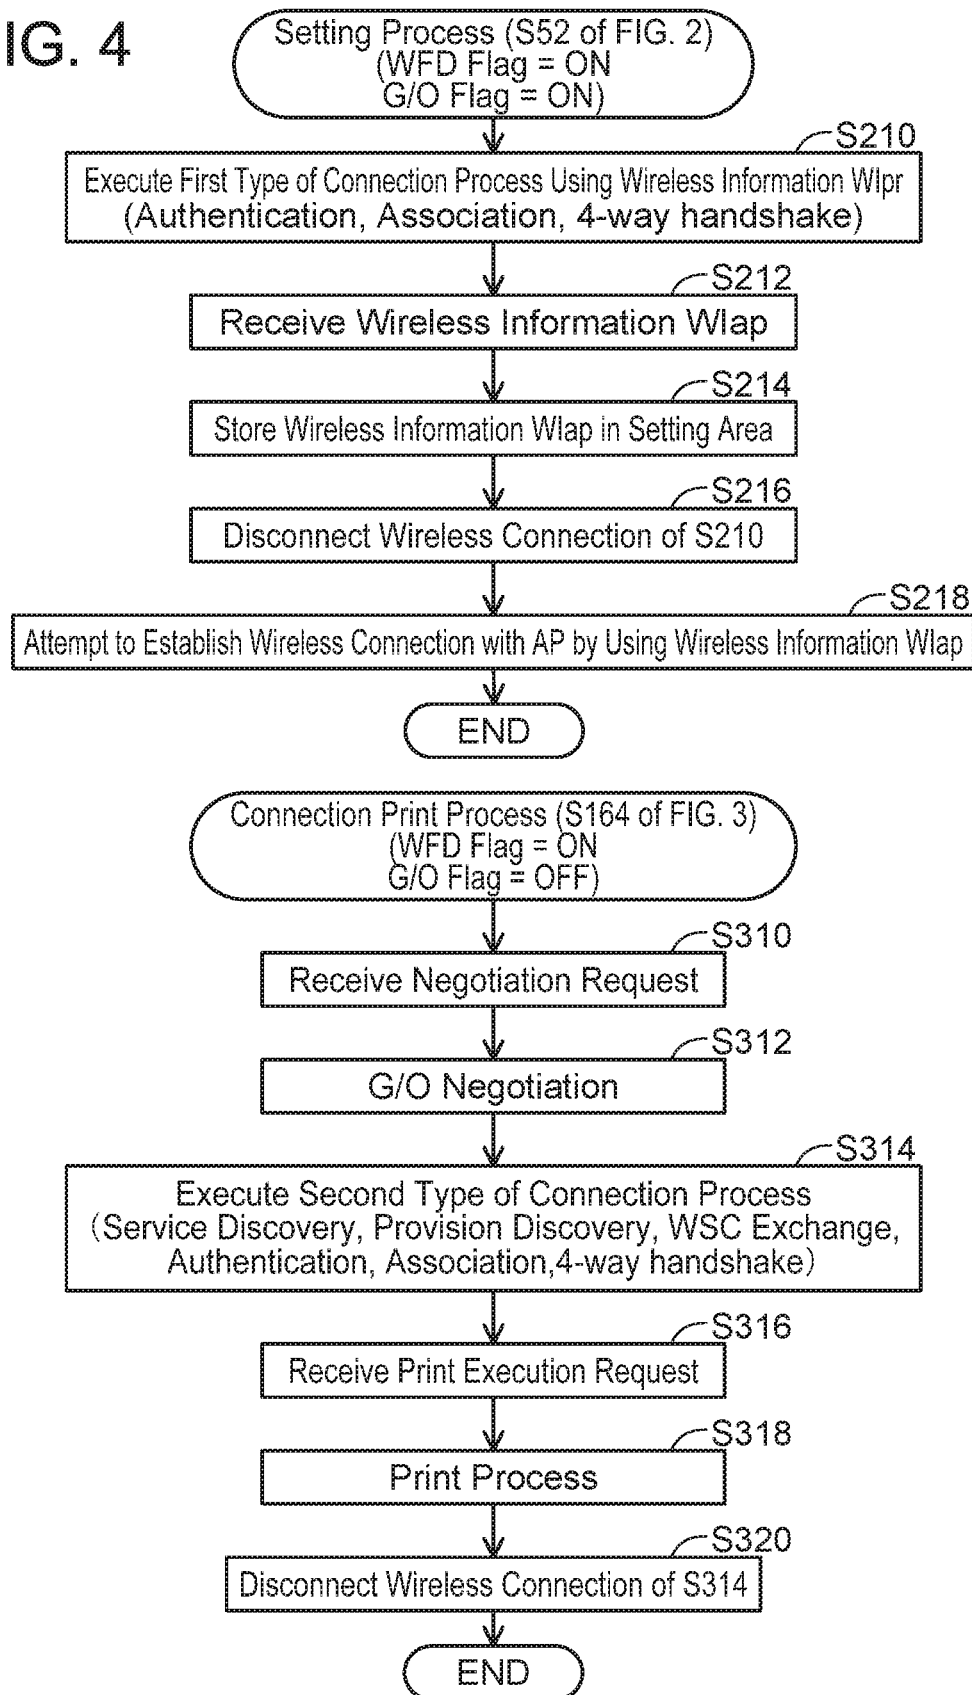 IG. 4
Setting Process (S52 of FIG. 2)
(WFD Flag = ON
G/O Flag = ON)
S210
Execute First Type of Connection Process Using Wireless Information WIpr
(Authentication, Association, 4-way handshake)
S212
Receive Wireless Information WIap
S214
Store Wireless Information WIap in Setting Area
S216
Disconnect Wireless Connection of S210
S218
Attempt to Establish Wireless Connection with AP by Using Wireless Information WIap
END
Connection Print Process (S164 of FIG. 3)
(WFD Flag = ON
G/O Flag = OFF)
S310
Receive Negotiation Request
S312
G/O Negotiation
S314
Execute Second Type of Connection Process
(Service Discovery, Provision Discovery, WSC Exchange,
Authentication, Association,4-way handshake)
S316
Receive Print Execution Request
S318
Print Process
S320
Disconnect Wireless Connection of S314
END